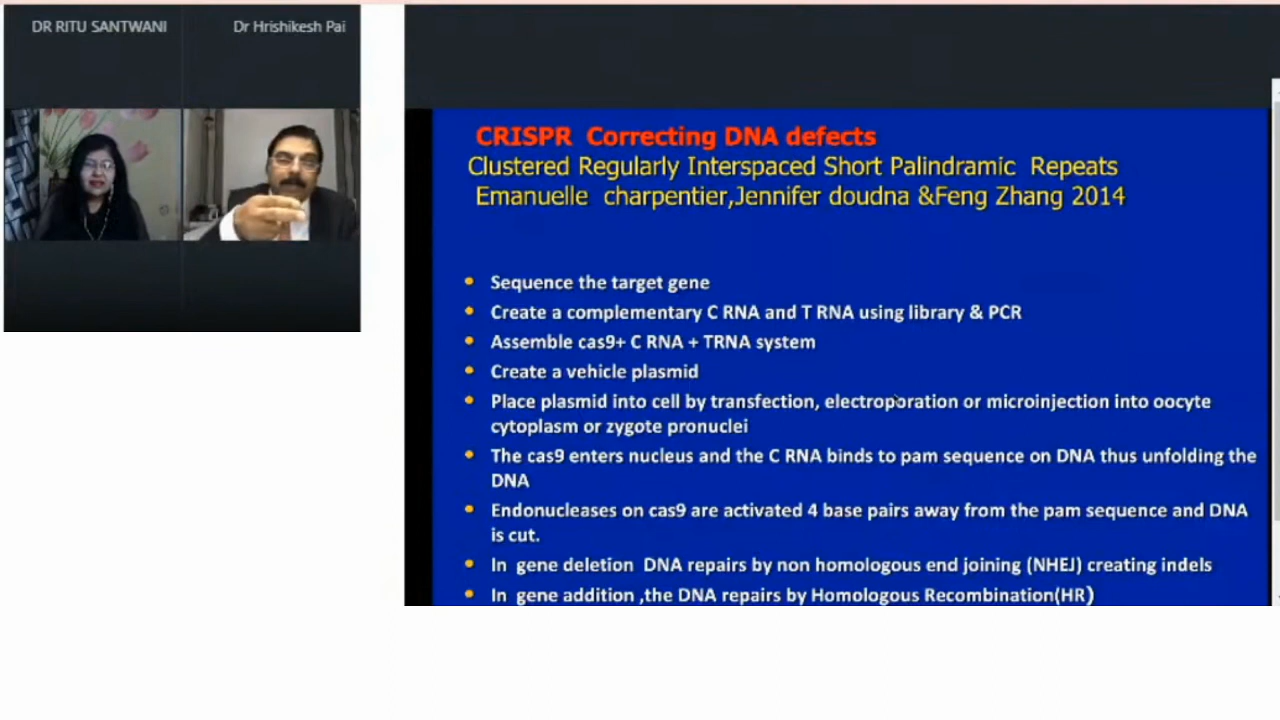 DR RITU SANTWANI
Dr Hrishikesh Pai
CRISPR Correcting DNA defects
Clustered Regularly Interspaced Short Palindramic Repeats
Emanuelle charpentier,Jennifer doudna &Feng Zhang 2014
• Sequence the target gene
• Create a complementary C RNA and T RNA using library & PCR
• Assemble cas9+ C RNA + TRNA system
• Create a vehicle plasmid
• Place plasmid into cell by transfection, electroporation or microinjection into oocyte
cytoplasm or zygote pronuclei
• The cas9 enters nucleus and the C RNA binds to pam sequence on DNA thus unfolding the
DNA
• Endonucleases on cas9 are activated 4 base pairs away from the pam sequence and DNA
is cut.
• In gene deletion DNA repairs by non homologous end joining (NHEJ) creating indels
• In gene addition ,the DNA repairs by Homologous Recombination(HR)